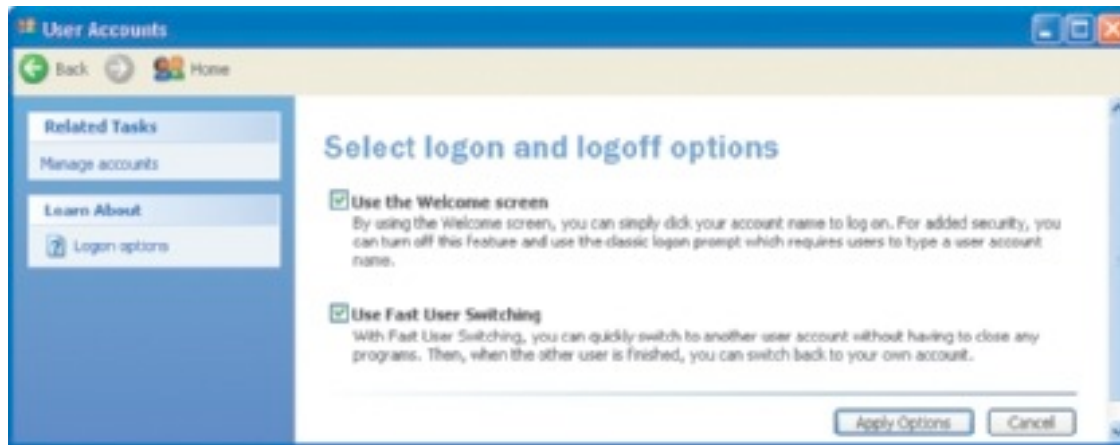 User Accounts
Back Home
Related Tasks
Manage accounts
Learn About
Logon options
Select logon and logoff options
Use the Welcome screen
By using the Welcome screen, you can simply click your account name to log on. For added security, you
can turn off this feature and use the classic logon prompt which requires users to type a user account
name.
Use Fast User Switching
With Fast User Switching, you can quickly switch to another user account without having to close any
programs. Then, when the other user is finished, you can switch back to your own account.
Apply Options Cancel